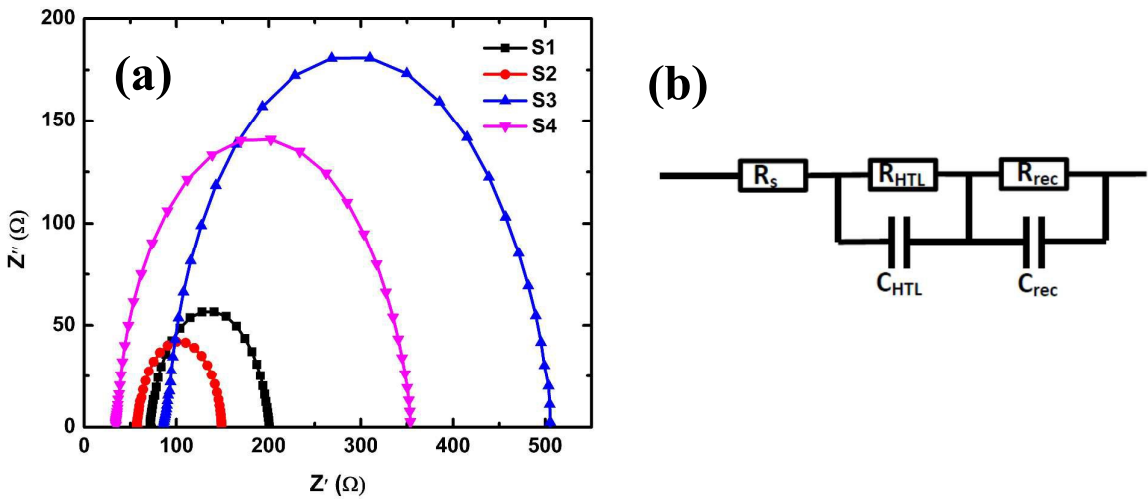 (a)
S1
S2
S3
S4
200
150
100
50
0
Z″ (Ω)
0 100 200 300 400 500
Z′ (Ω)
(b)
Rs
RHTL
Rrec
CHTL
Crec